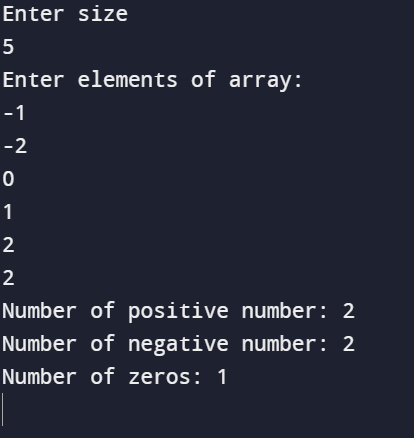 Enter size
5
Enter elements of array:
-1
-2
0
1
2
2
Number of positive number: 2
Number of negative number: 2
Number of zeros: 1